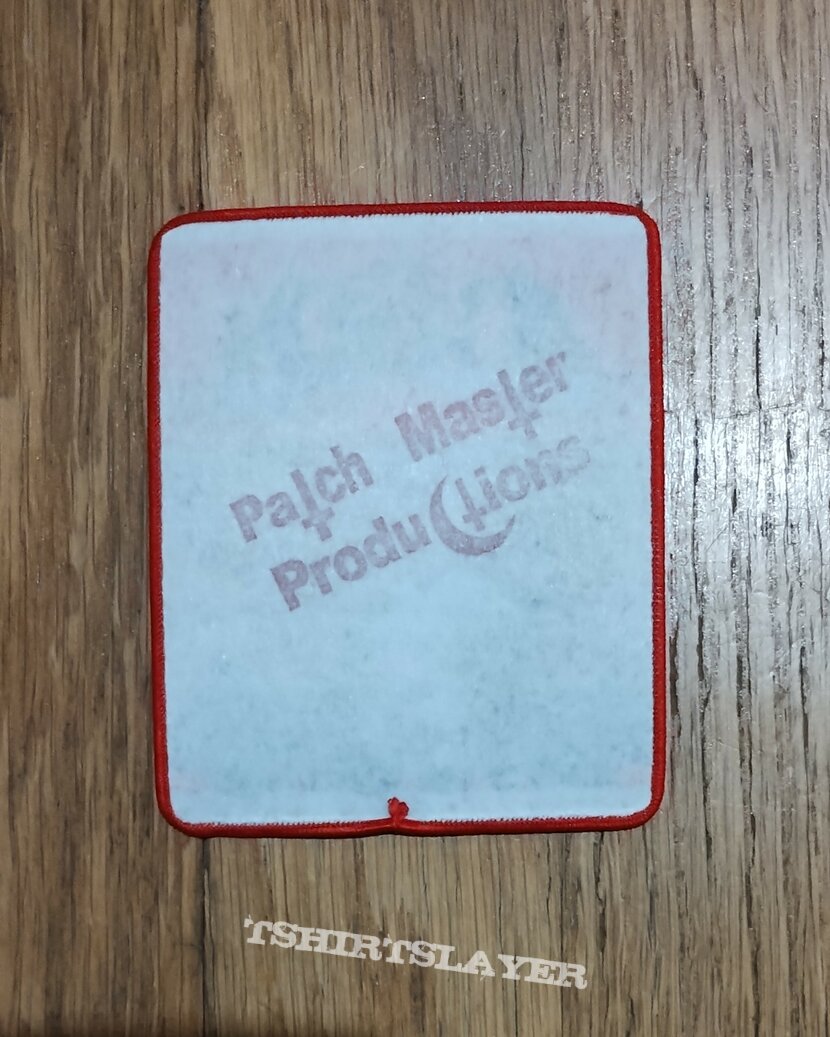 Patch Master
Productions
TSHIRTSLAYER